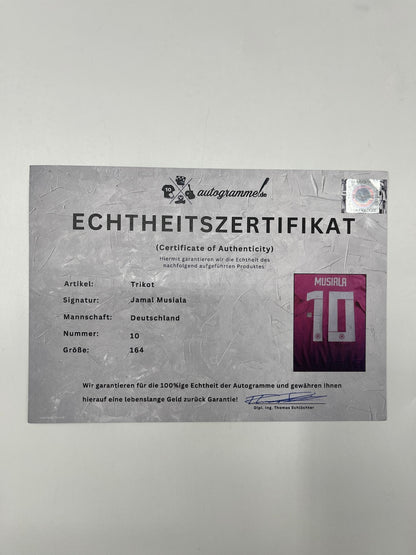 10
autogramme.de
ECHTHEITSZERTIFIKAT
(Certificate of Authenticity)
Hiermit garantieren wir die Echtheit des
nachfolgend aufgeführten Produktes
Artikel: Trikot
Signatur: Jamal Musiala
Mannschaft: Deutschland
Nummer: 10
Größe: 164
MUSIALA
10
Wir garantieren für die 100%ige Echtheit der Autogramme und gewähren Ihnen
hierauf eine lebenslange Geld zurück Garantie!
Dipl. Ing. Thomas Schlüchter